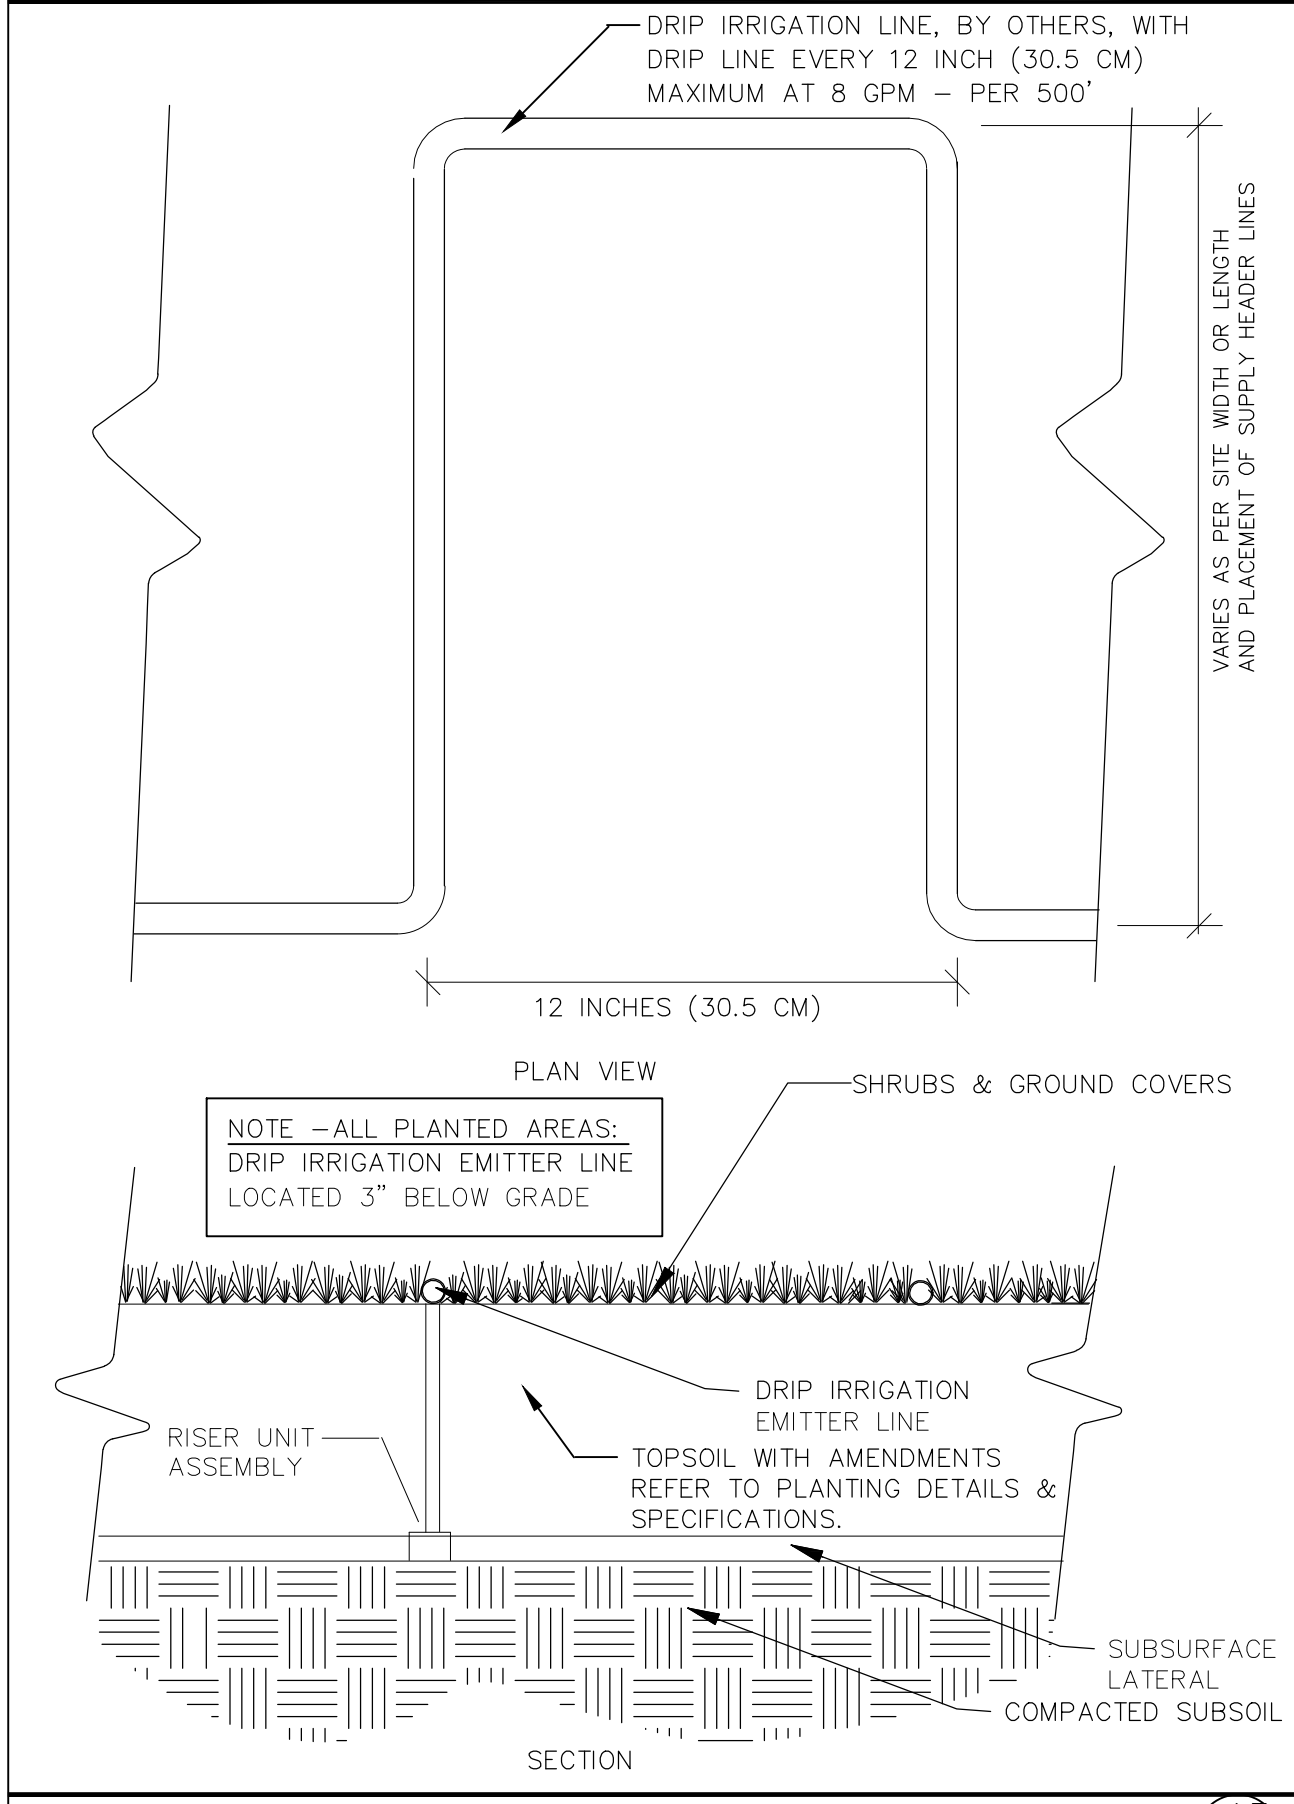 DRIP IRRIGATION LINE, BY OTHERS, WITH
DRIP LINE EVERY 12 INCH (30.5 CM)
MAXIMUM AT 8 GPM – PER 500'
VARIES AS PER SITE WIDTH OR LENGTH
AND PLACEMENT OF SUPPLY HEADER LINES
12 INCHES (30.5 CM)
PLAN VIEW
SHRUBS & GROUND COVERS
NOTE –ALL PLANTED AREAS:
DRIP IRRIGATION EMITTER LINE
LOCATED 3" BELOW GRADE
DRIP IRRIGATION
EMITTER LINE
RISER UNIT
ASSEMBLY
TOPSOIL WITH AMENDMENTS
REFER TO PLANTING DETAILS &
SPECIFICATIONS.
SUBSURFACE
LATERAL
COMPACTED SUBSOIL
SECTION